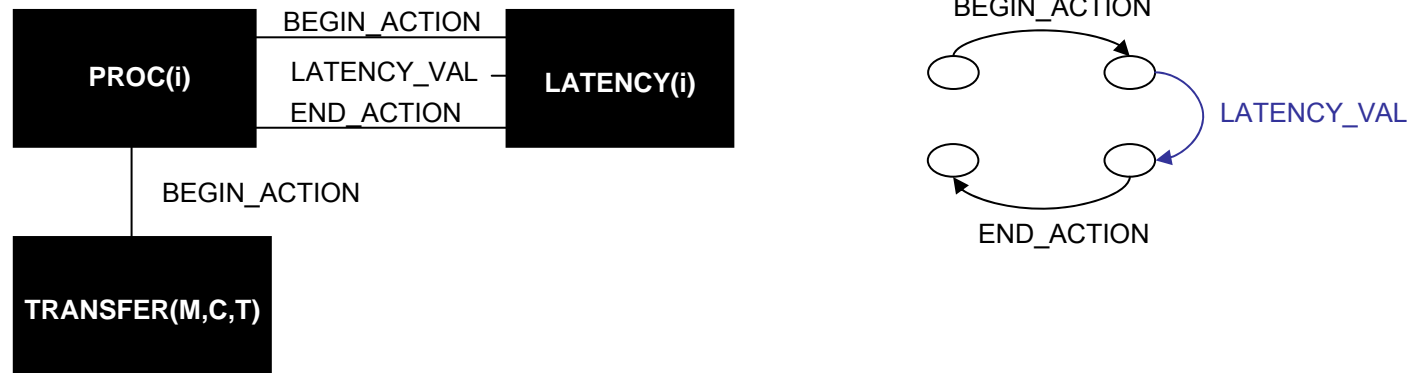 BEGIN_ACTION
PROC(i)
LATENCY_VAL
LATENCY(i)
END_ACTION
BEGIN_ACTION
TRANSFER(M,C,T)
BEGIN_ACTION
LATENCY_VAL
END_ACTION